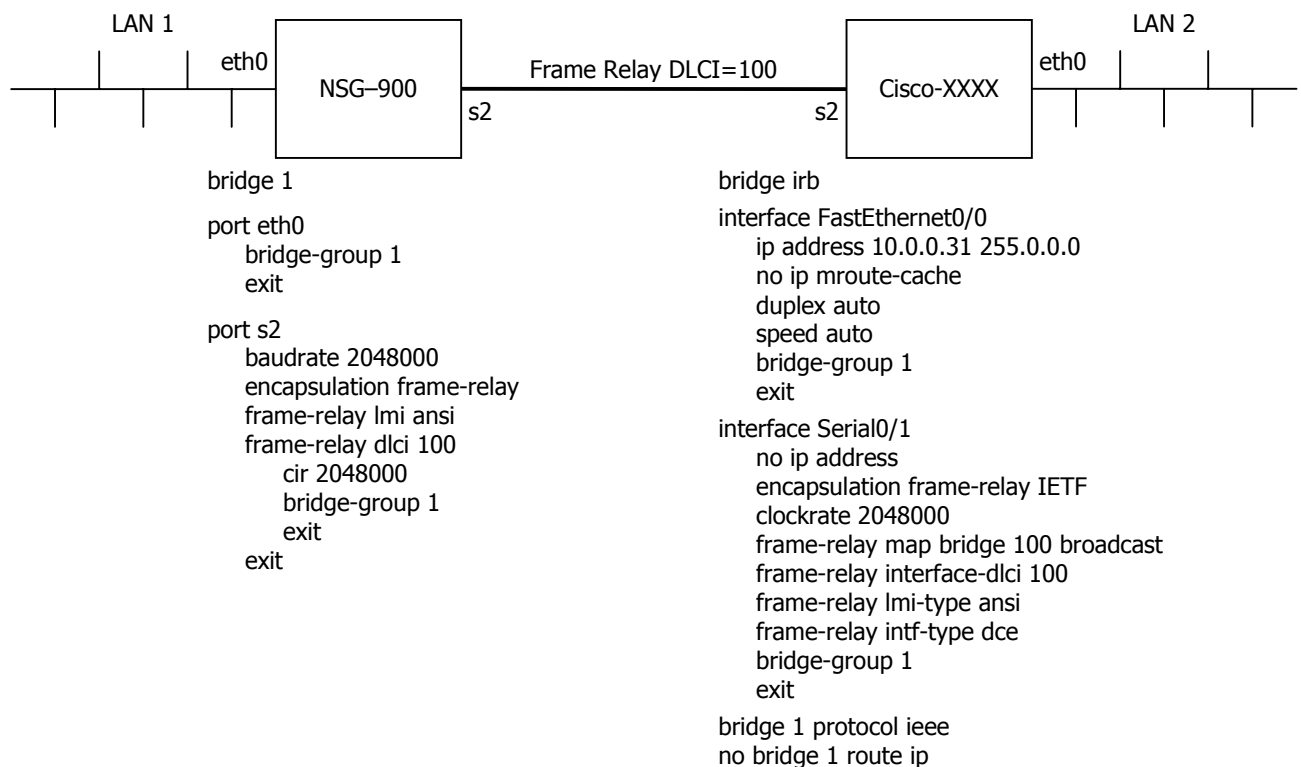 LAN 1
LAN 2
eth0
NSG–900
Frame Relay DLCI=100
Cisco-XXXX
eth0
s2
s2
bridge 1
port eth0
bridge-group 1
exit
port s2
baudrate 2048000
encapsulation frame-relay
frame-relay lmi ansi
frame-relay dlci 100
cir 2048000
bridge-group 1
exit
exit
bridge irb
interface FastEthernet0/0
ip address 10.0.0.31 255.0.0.0
no ip mroute-cache
duplex auto
speed auto
bridge-group 1
exit
interface Serial0/1
no ip address
encapsulation frame-relay IETF
clockrate 2048000
frame-relay map bridge 100 broadcast
frame-relay interface-dlci 100
frame-relay lmi-type ansi
frame-relay intf-type dce
bridge-group 1
exit
bridge 1 protocol ieee
no bridge 1 route ip